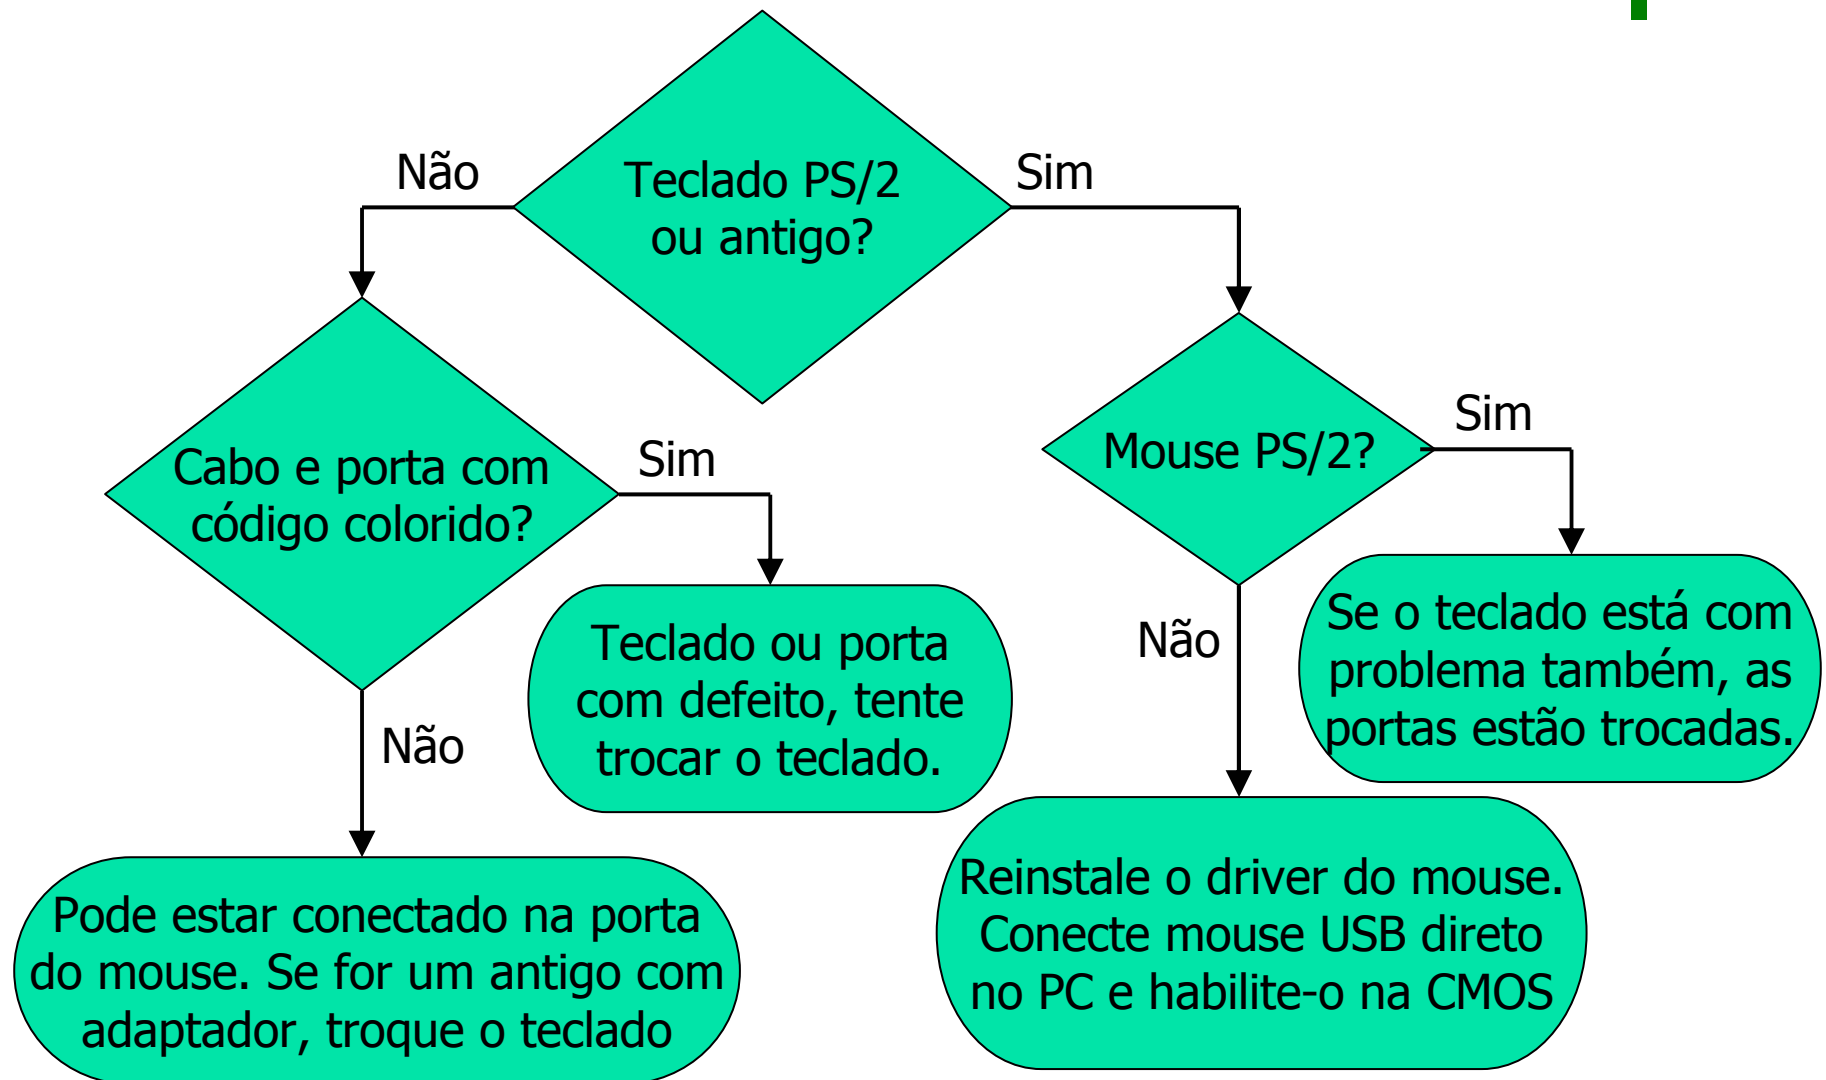 Não
Teclado PS/2
ou antigo?
Sim
Cabo e porta com
código colorido?
Sim
Mouse PS/2?
Sim
Teclado ou porta
com defeito, tente
trocar o teclado.
Não
Se o teclado está com
problema também, as
portas estão trocadas.
Não
Pode estar conectado na porta
do mouse. Se for um antigo com
adaptador, troque o teclado
Reinstale o driver do mouse.
Conecte mouse USB direto
no PC e habilite-o na CMOS